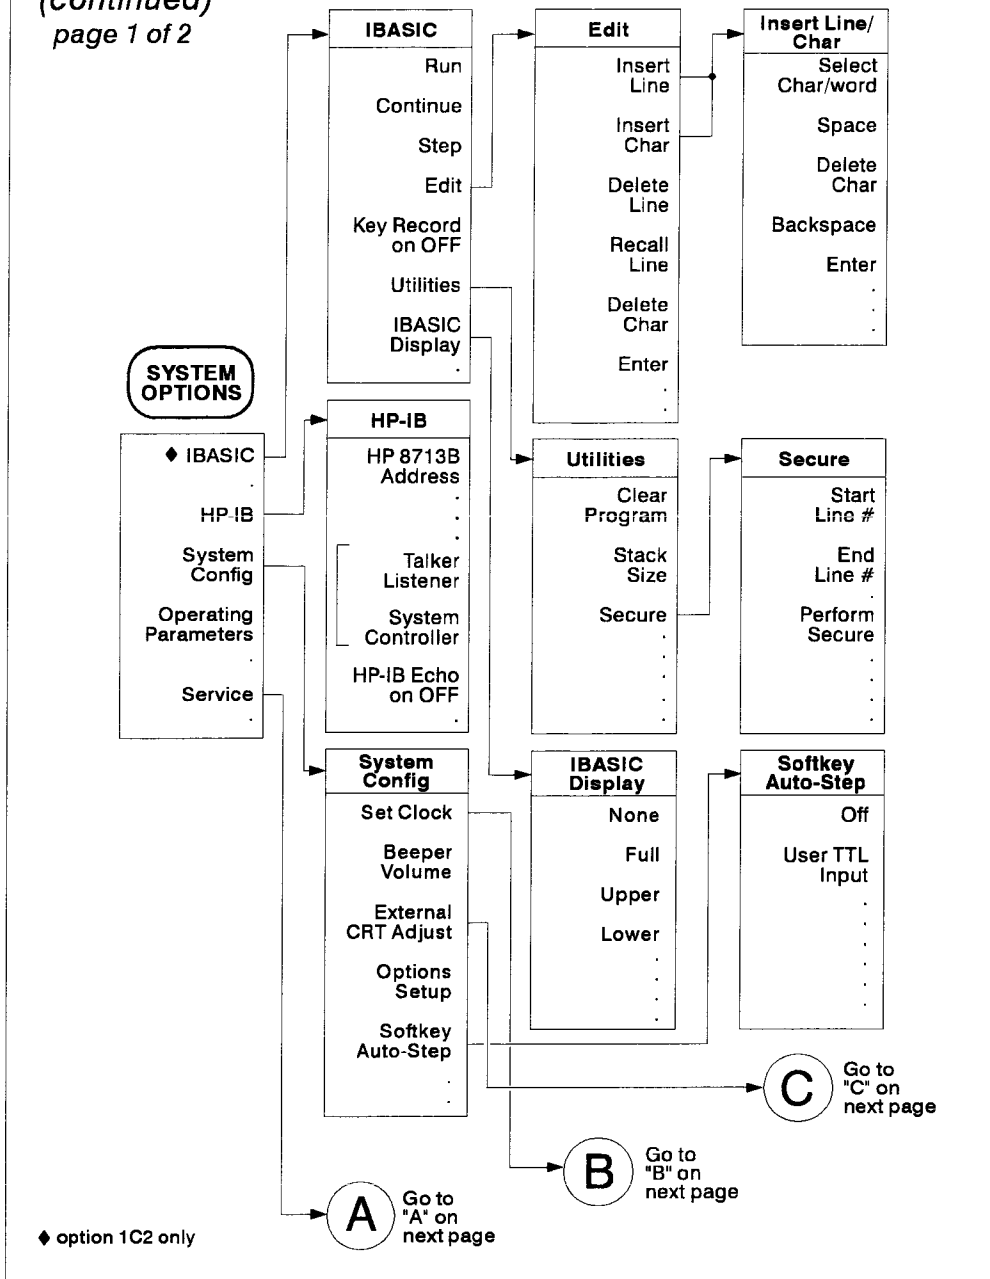 (continued)
page 1 of 2
SYSTEM
OPTIONS
♦ IBASIC
.
HP-IB
System
Config
Operating
Parameters
.
Service
.
IBASIC
Run
Continue
Step
Edit
Key Record
on OFF
Utilities
IBASIC
Display
.
HP-IB
HP 8713B
Address
.
.
.
Talker
Listener
System
Controller
HP-IB Echo
on OFF
.
System
Config
Set Clock
Beeper
Volume
External
CRT Adjust
Options
Setup
Softkey
Auto-Step
.
.
Edit
Insert
Line
Insert
Char
Delete
Line
Recall
Line
Delete
Char
Enter
.
.
Utilities
Clear
Program
Stack
Size
Secure
.
.
.
.
.
IBASIC
Display
None
Full
Upper
Lower
.
.
.
.
Insert Line/
Char
Select
Char/word
Space
Delete
Char
Backspace
Enter
.
.
.
Secure
Start
Line #
End
Line #
.
Perform
Secure
.
.
.
.
Softkey
Auto-Step
Off
User TTL
Input
.
.
.
.
.
.
C
Go to
"C" on
next page
B
Go to
"B" on
next page
A
Go to
"A" on
next page
♦ option 1C2 only